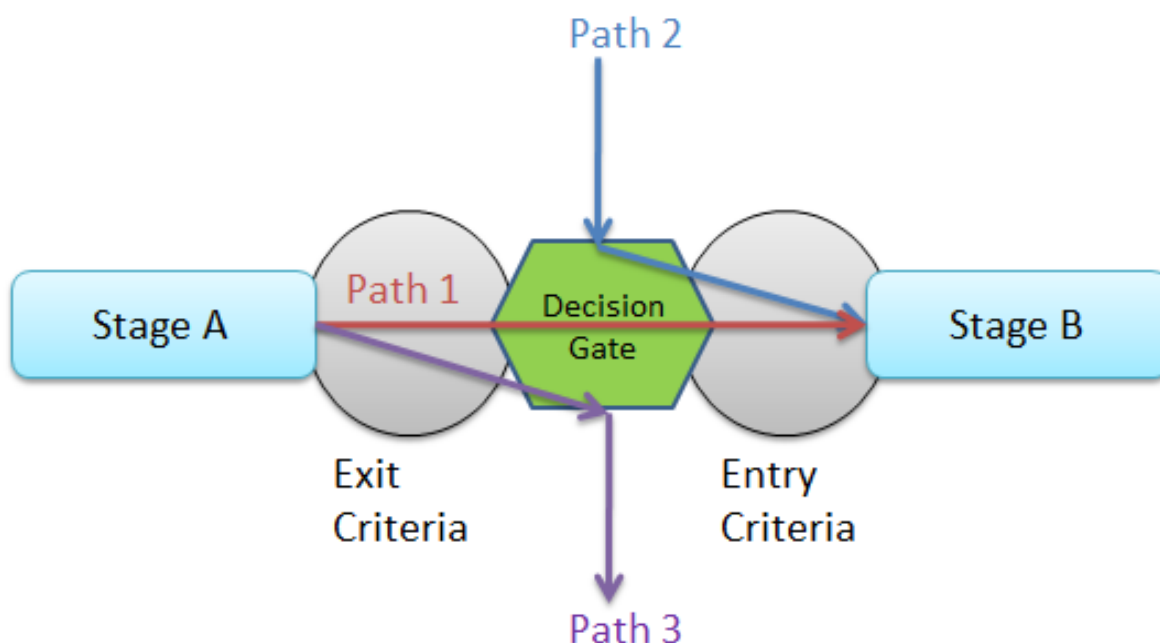 Path 2
Path 1
Stage A
Decision
Gate
Stage B
Exit
Criteria
Entry
Criteria
Path 3